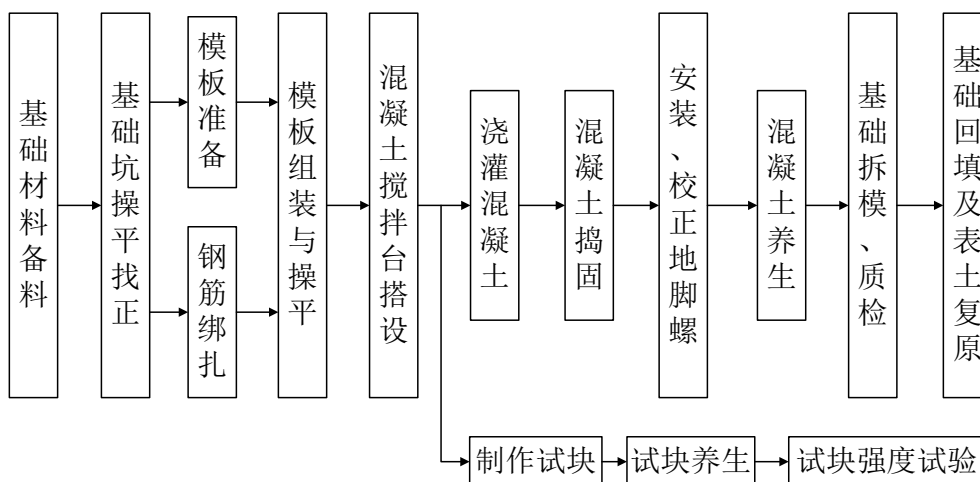 基础材料备料
基础坑操平找正
模板准备
钢筋绑扎
模板组装与操平
混凝土搅拌台搭设
浇灌混凝土
混凝土捣固
安装、校正地脚螺
混凝土养生
基础拆模、质检
基础回填及表土复原
制作试块
试块养生
试块强度试验